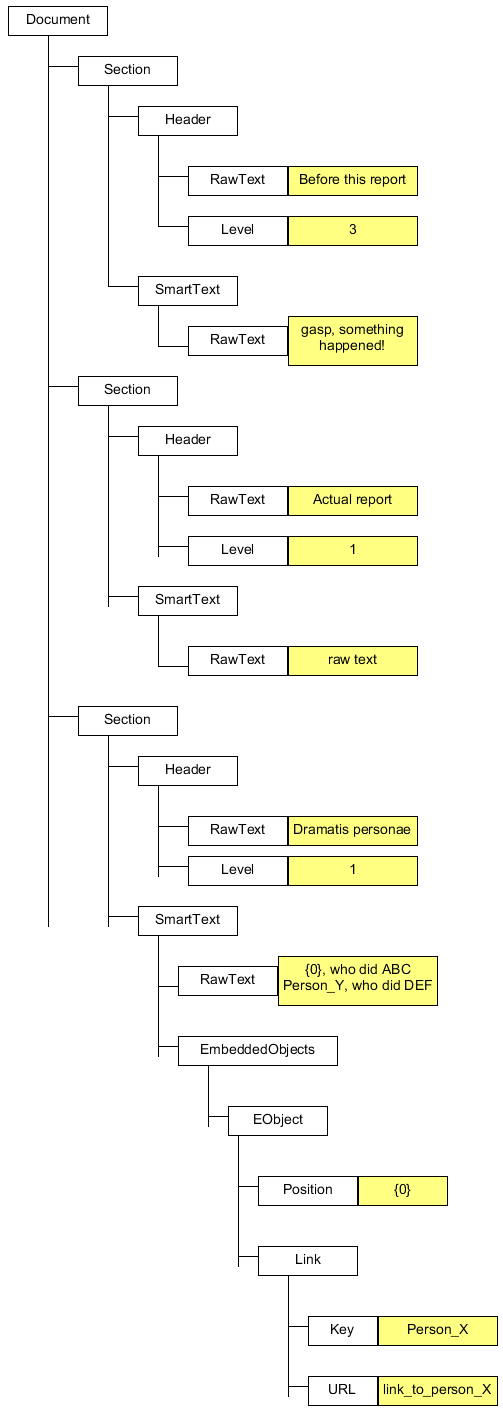 Document
Section
Header
RawText
Before this report
Level
3
SmartText
RawText
gasp, something
happened!
Section
Header
RawText
Actual report
Level
1
SmartText
RawText
raw text
Section
Header
RawText
Dramatis personae
Level
1
SmartText
RawText
{0}, who did ABC
Person_Y, who did DEF
EmbeddedObjects
EObject
Position
{0}
Link
Key
Person_X
URL
link_to_person_X